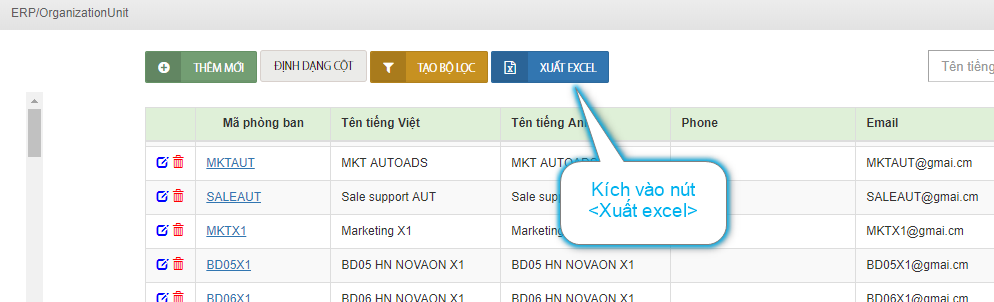 ERP/OrganizationUnit
THÊM MỚI ĐỊNH DẠNG CỘT TẠO BỘ LỌC XUẤT EXCEL Tên tiếng
Mã phòng ban Tên tiếng Việt Tên tiếng Anh Phone Email
MKTAUT MKT AUTOADS MKT AUTOADS MKTAUT@gmai.cm
SALEAUT Sale support AUT Sale sup SALEAUT@gmai.cm
MKTX1 Marketing X1 Marketing MKTX1@gmai.cm
BD05X1 BD05 HN NOVAON X1 BD05 HN NOVAON X1 BD05X1@gmai.cm
BD06X1 BD06 HN NOVAON X1 BD06 HN NOVAON X1 BD06X1@gmai.cm
Kích vào nút
<Xuất excel>